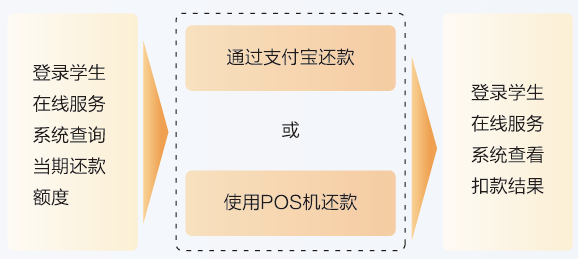 登录学生
在线服务
系统查询
当期还款
额度
通过支付宝还款
或
使用POS机还款
登录学生
在线服务
系统查看
扣款结果